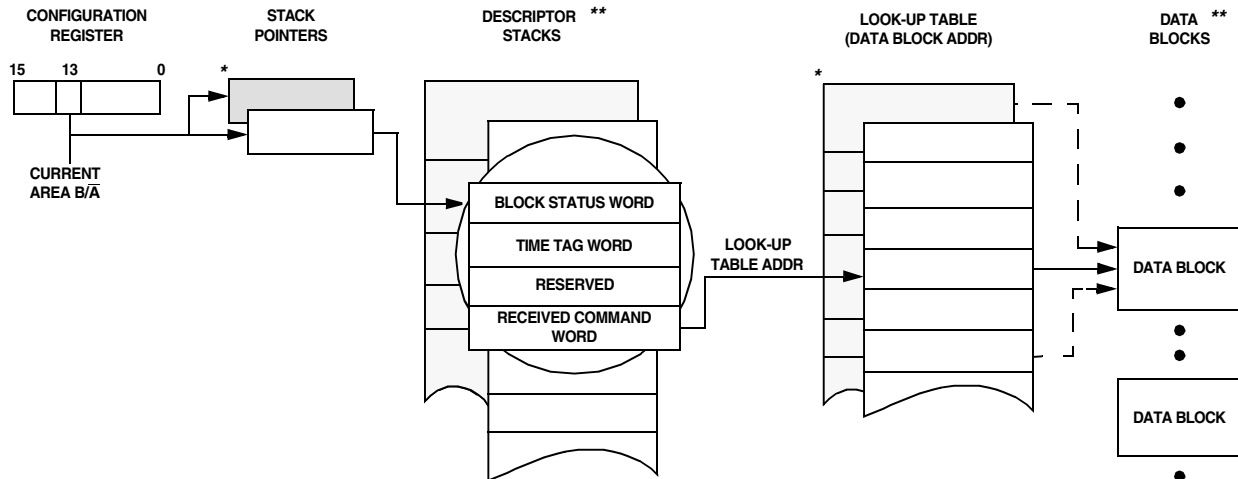 CONFIGURATION
REGISTER
STACK
POINTERS
DESCRIPTOR **
STACKS
LOOK-UP TABLE
(DATA BLOCK ADDR)
DATA **
BLOCKS
15 13 0
*
*
CURRENT
AREA B/A̅
BLOCK STATUS WORD
TIME TAG WORD
RESERVED
RECEIVED COMMAND
WORD
LOOK-UP
TABLE ADDR
DATA BLOCK
DATA BLOCK